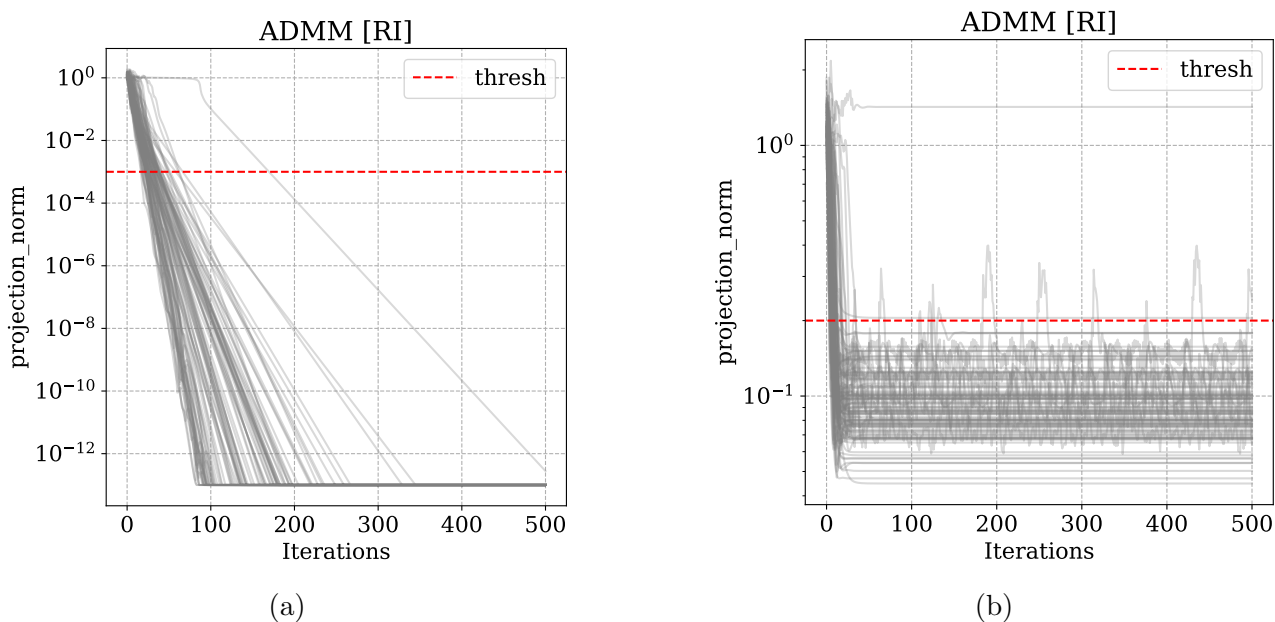 ADMM [RI]
thresh
10^0
10^-2
10^-4
10^-6
10^-8
10^-10
10^-12
projection_norm
0 100 200 300 400 500
Iterations
(a)
ADMM [RI]
thresh
10^0
10^-1
projection_norm
0 100 200 300 400 500
Iterations
(b)